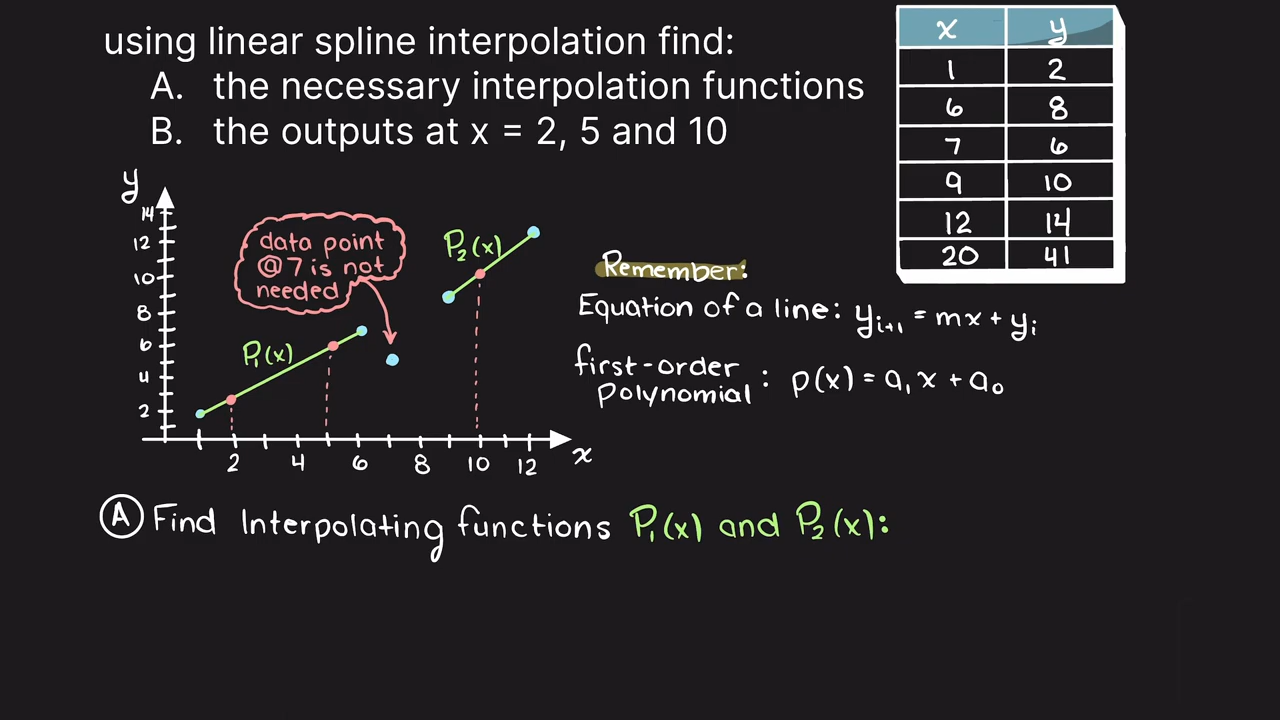 using linear spline interpolation find:
A. the necessary interpolation functions
B. the outputs at x = 2, 5 and 10
x y
1 2
6 8
7 6
9 10
12 14
20 41
y
14
12
10
8
6
4
2
2 4 6 8 10 12
x
data point
@ 7 is not
needed
P₁(x)
P₂(x)
Remember:
Equation of a line: yᵢ₊₁ = mx + yᵢ
first-order
Polynomial : p(x) = a₁x + a₀
A Find Interpolating functions P₁(x) and P₂(x):